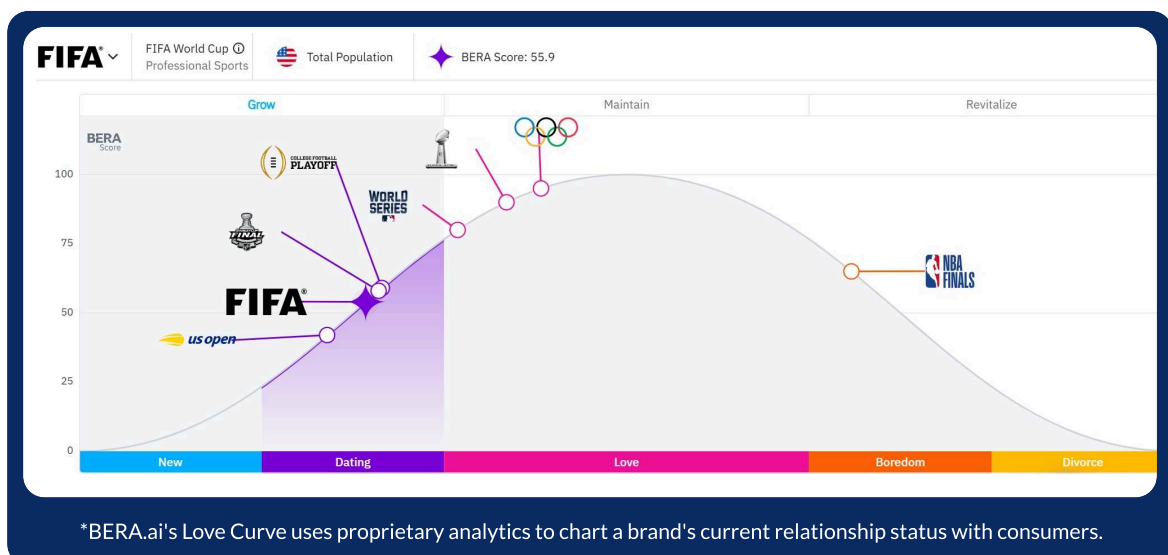 FIFA®
FIFA World Cup
Professional Sports
Total Population
BERA Score: 55.9
Grow
Maintain
Revitalize
BERA
Score
100
75
50
25
0
COLLEGE FOOTBALL
PLAYOFF
WORLD
SERIES
FINAL
FIFA®
us open
NBA
FINALS
New
Dating
Love
Boredom
Divorce
*BERA.ai's Love Curve uses proprietary analytics to chart a brand's current relationship status with consumers.